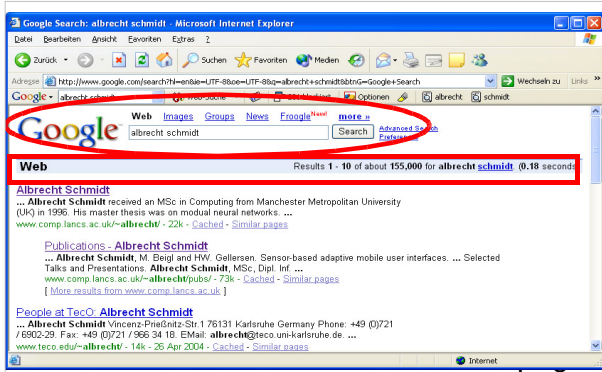 Google Search: albrecht schmidt - Microsoft Internet Explorer
Datei Bearbeiten Ansicht Favoriten Extras ?
Zurück Suchen Favoriten Medien
Adresse http://www.google.com/search?hl=en&ie=UTF-8&oe=UTF-8&q=albrecht+schmidt&btnG=Google+Search Wechseln zu Links »
Google albrecht schmidt Web-Suche Optionen albrecht schmidt
Web Images Groups News Froogle New! more »
Google albrecht schmidt Search Advanced Search
Preferences
Web Results 1 - 10 of about 155,000 for albrecht schmidt. (0.18 seconds
Albrecht Schmidt
... Albrecht Schmidt received an MSc in Computing from Manchester Metropolitan University
(UK) in 1996. His master thesis was on modual neural networks. ...
www.comp.lancs.ac.uk/~albrecht/ - 22k - Cached - Similar pages
Publications - Albrecht Schmidt
... Albrecht Schmidt, M. Beigl and HW. Gellersen. Sensor-based adaptive mobile user interfaces. ... Selected
Talks and Presentations. Albrecht Schmidt, MSc, Dipl. Inf. ...
www.comp.lancs.ac.uk/~albrecht/pubs/ - 73k - Cached - Similar pages
[ More results from www.comp.lancs.ac.uk ]
People at TecO: Albrecht Schmidt
... Albrecht Schmidt Vincenz-Prießnitz-Str.1 76131 Karlsruhe Germany Phone: +49 (0)721
/ 6902-29. Fax: +49 (0)721 / 966 34 18. EMail: albrecht@teco.uni-karlsruhe.de. ...
www.teco.edu/~albrecht/ - 14k - 26 Apr 2004 - Cached - Similar pages
Internet